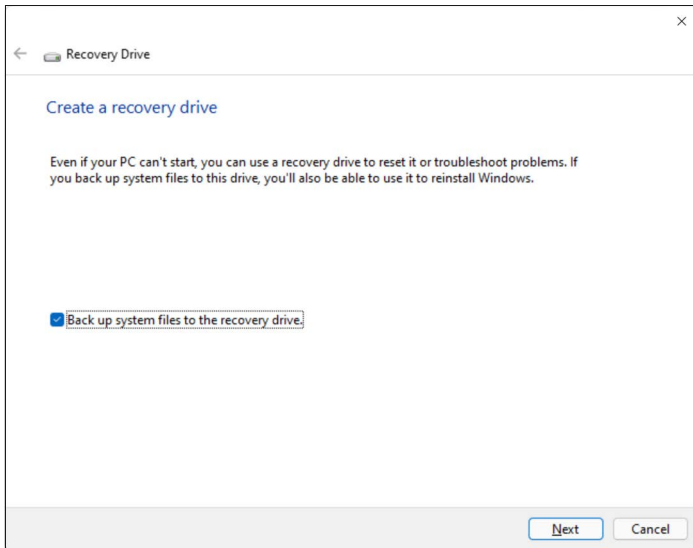 Recovery Drive
Create a recovery drive
Even if your PC can't start, you can use a recovery drive to reset it or troubleshoot problems. If
you back up system files to this drive, you'll also be able to use it to reinstall Windows.
Back up system files to the recovery drive.
Next Cancel